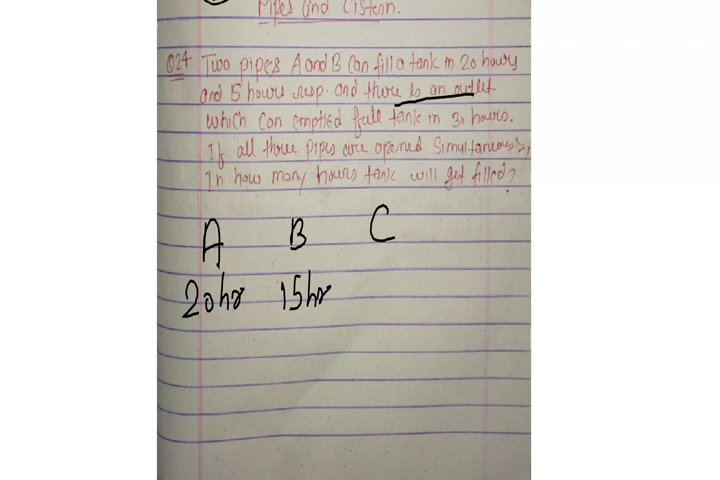 Pipes and Cistern.
Q24 Two pipes A and B can fill a tank in 20 hours
and 15 hours resp. and there is an outlet
which can emptied full tank in 30 hours.
If all three pipes are opened simultaneously,
In how many hours tank will get filled?
A B C
20hr 15hr